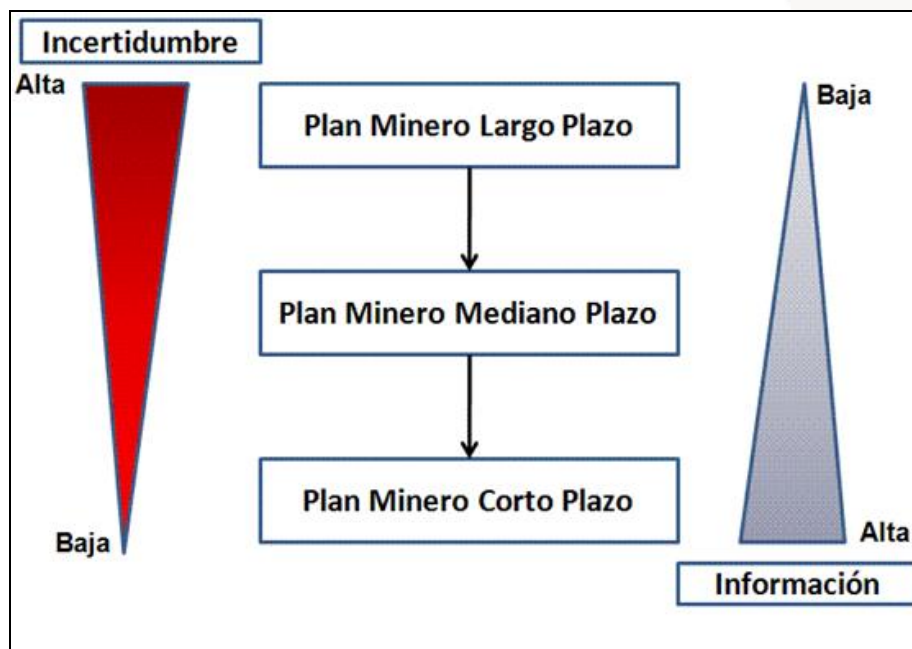 Incertidumbre
Alta
Baja
Plan Minero Largo Plazo
Plan Minero Mediano Plazo
Plan Minero Corto Plazo
Baja
Alta
Información